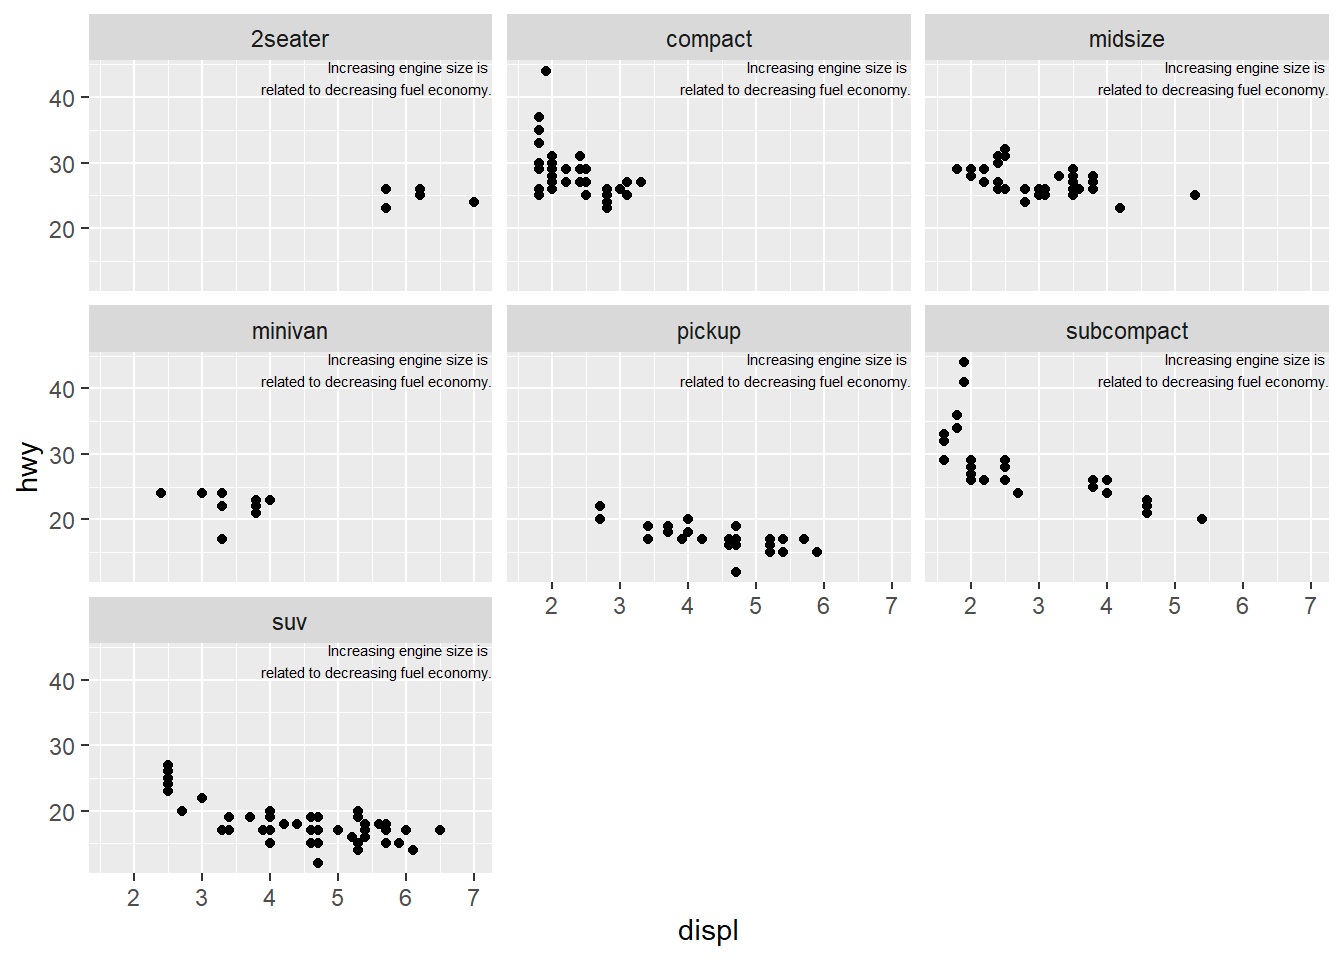 2seater
compact
midsize
Increasing engine size is
related to decreasing fuel economy.
Increasing engine size is
related to decreasing fuel economy.
Increasing engine size is
related to decreasing fuel economy.
40
30
20
minivan
pickup
subcompact
Increasing engine size is
related to decreasing fuel economy.
Increasing engine size is
related to decreasing fuel economy.
Increasing engine size is
related to decreasing fuel economy.
40
30
20
hwy
2 3 4 5 6 7
2 3 4 5 6 7
suv
Increasing engine size is
related to decreasing fuel economy.
40
30
20
2 3 4 5 6 7
displ